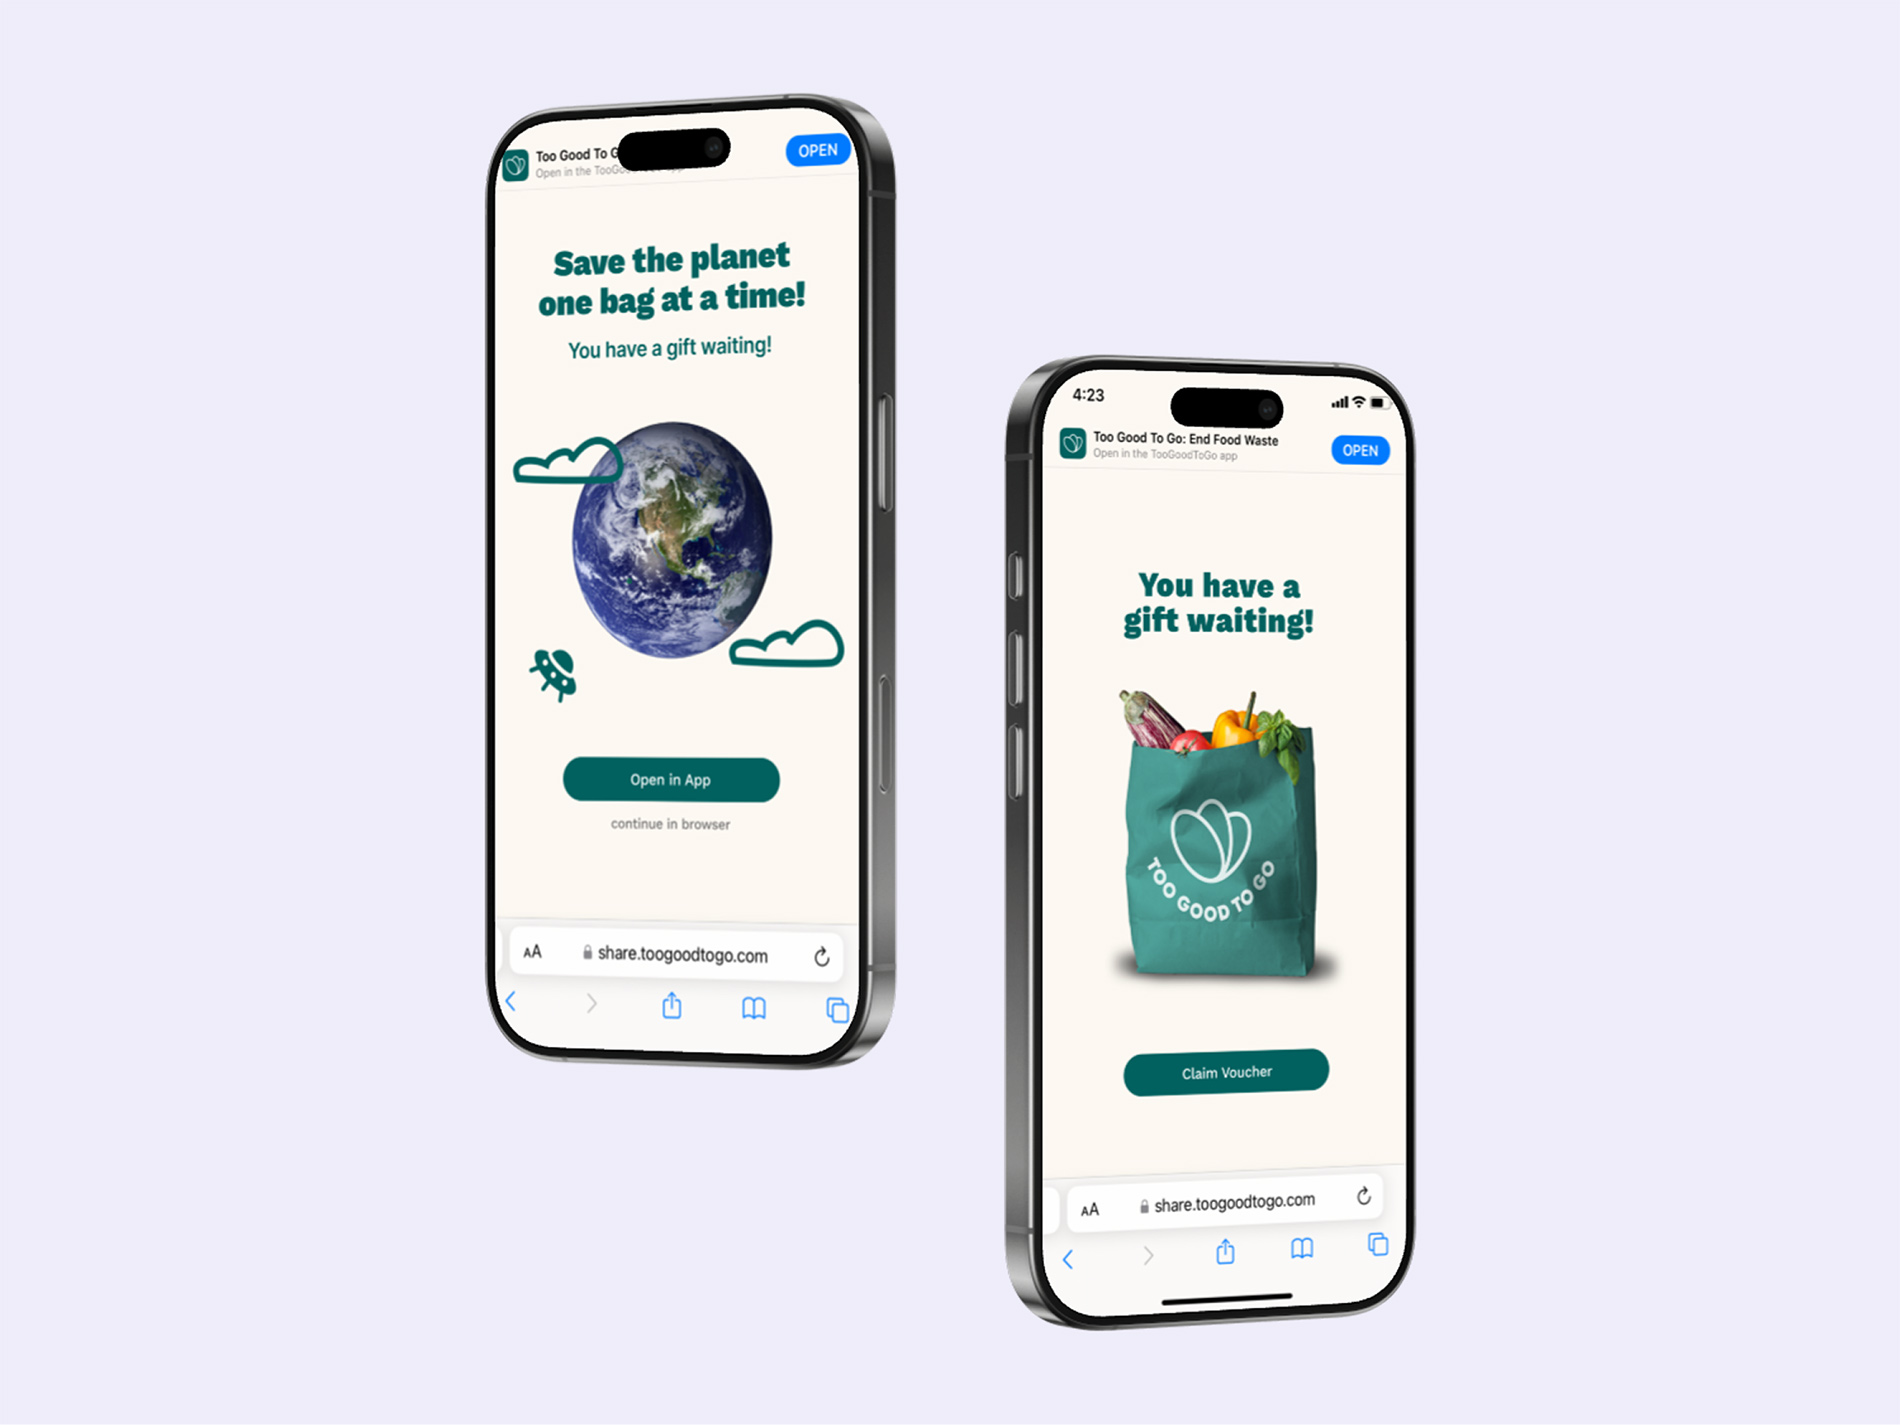 Too Good To G
OPEN
Open in the TooGoo
Save the planet
one bag at a time!
You have a gift waiting!
Open in App
continue in browser
AA
share.toogoodtogo.com
4:23
Too Good To Go: End Food Waste
Open in the TooGoodToGo app
OPEN
You have a
gift waiting!
TOO GOOD TO GO
Claim Voucher
AA
share.toogoodtogo.com